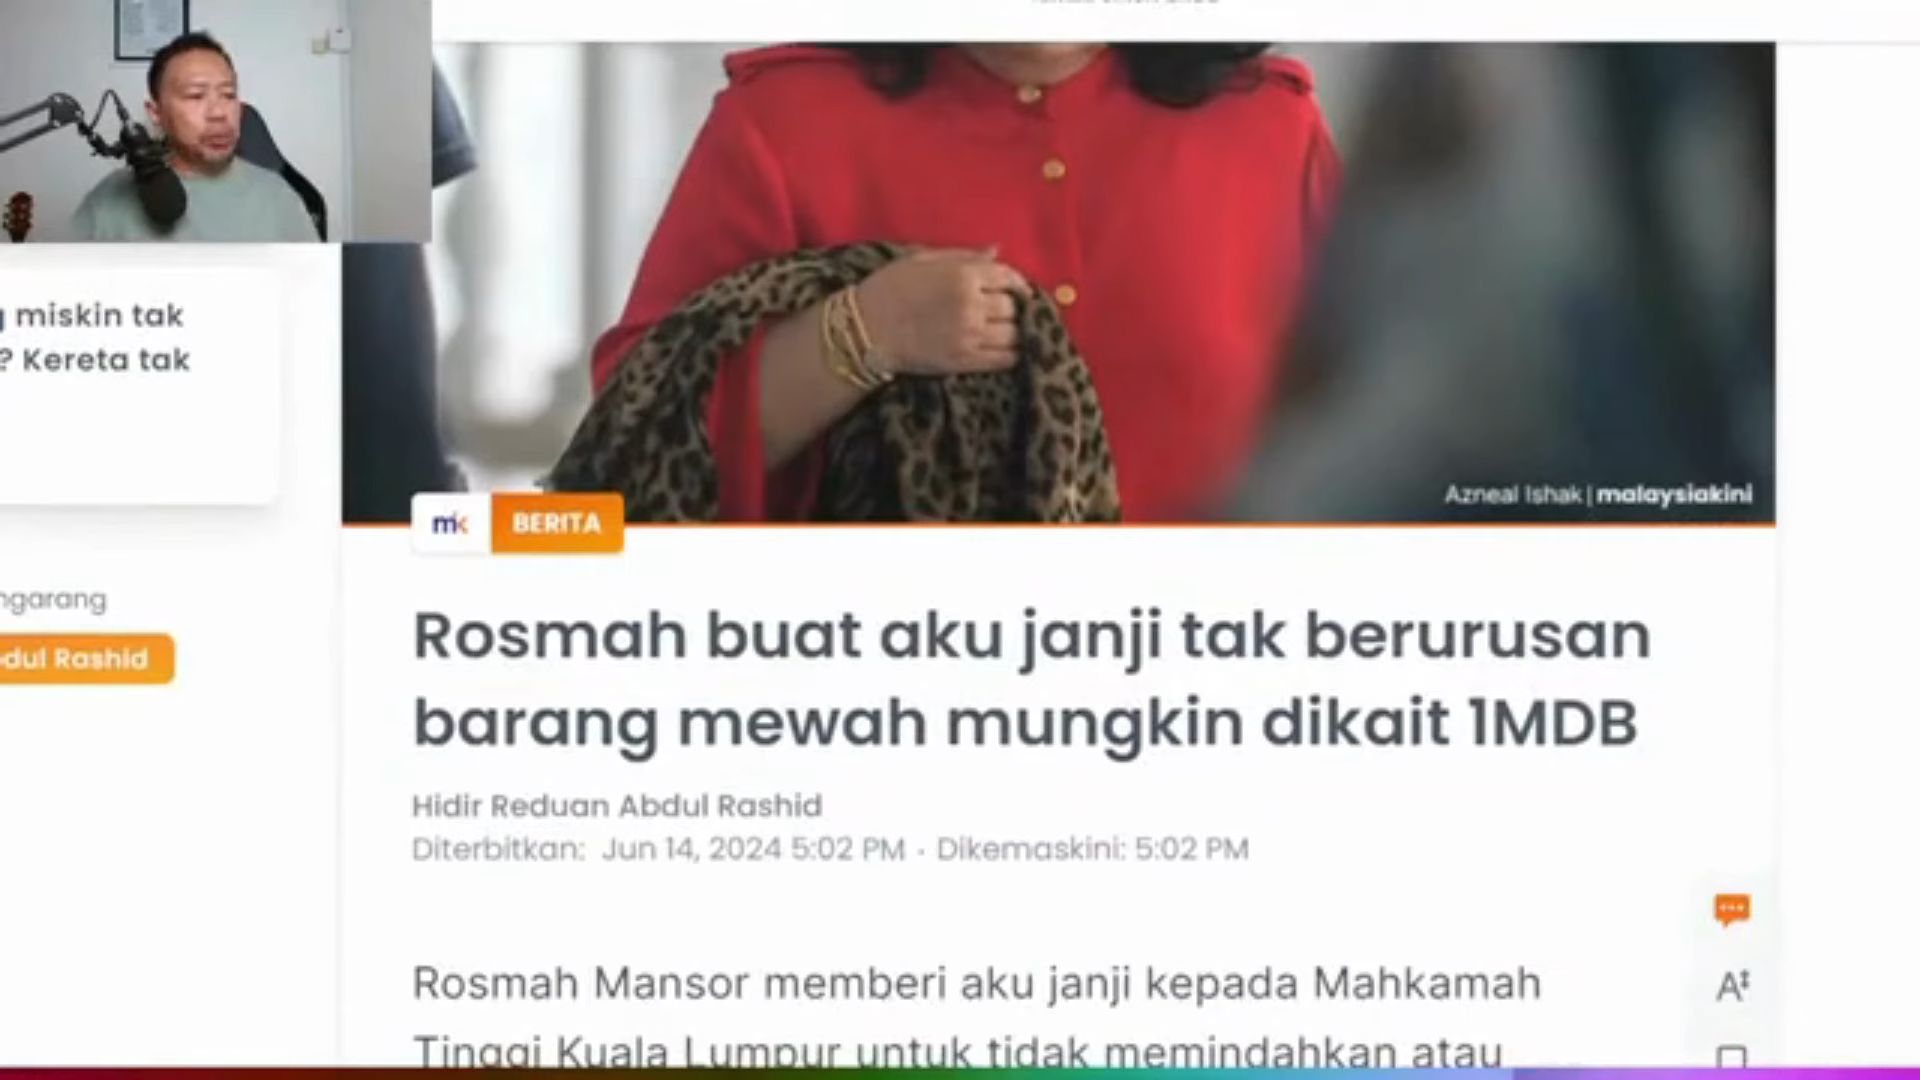 miskin tak
? Kereta tak
ngarang
dul Rashid
Azneal Ishak | malaysiakini
mk BERITA
Rosmah buat aku janji tak berurusan
barang mewah mungkin dikait 1MDB
Hidir Reduan Abdul Rashid
Diterbitkan: Jun 14, 2024 5:02 PM · Dikemaskini: 5:02 PM
Rosmah Mansor memberi aku janji kepada Mahkamah
Tinggi Kuala Lumpur untuk tidak memindahkan atau